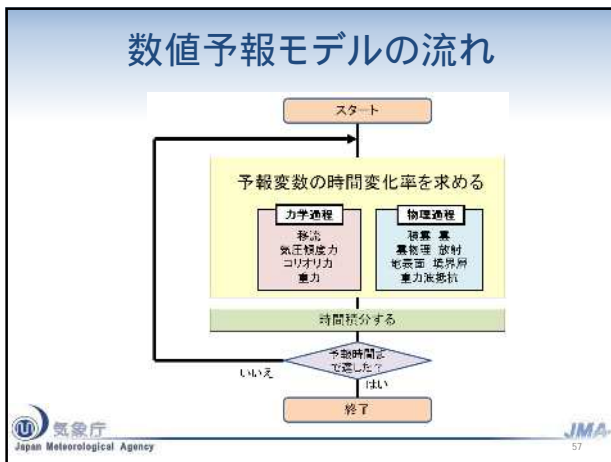 数値予報モデルの流れ
スタート
予報変数の時間変化率を求める
力学過程
移流
気圧傾度力
コリオリ力
重力
物理過程
積雲 雲
雲物理 放射
地表面 境界層
重力波抵抗
時間積分する
予報時間ま
で達した?
いいえ
はい
終了
気象庁
Japan Meteorological Agency
JMA
57